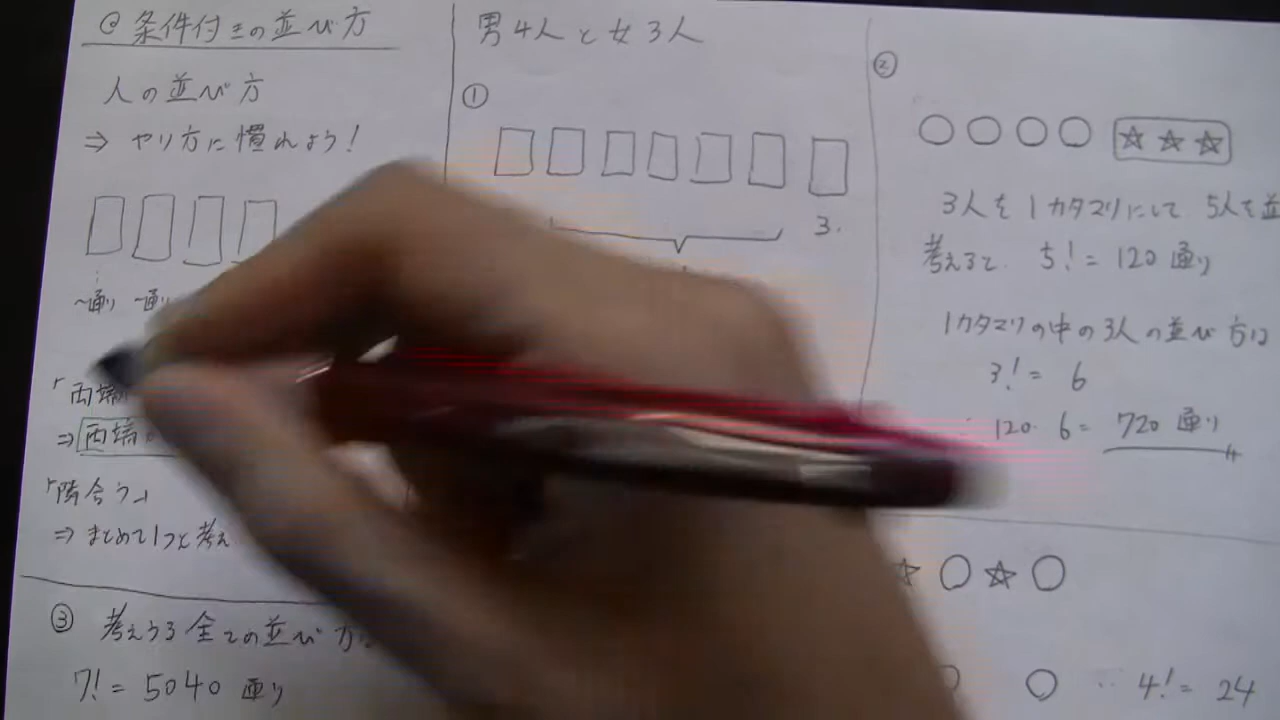 @ 条件付きの並び方
人の並び方
⇒ やり方に慣れよう!
~通り ~通り
「両端
⇒ 両端
「隣合う」
⇒ まとめて1つと考え
男4人と女3人
①
3.
②
☆ ☆ ☆
3人を1カタマリにして 5人を並
考えると 5! = 120 通り
1カタマリの中の3人の並び方は
3! = 6
120・6 = 720 通り
③ 考えうる全ての並び方
7! = 5040 通り
☆ ○ ☆ ○
○ ∴ 4! = 24